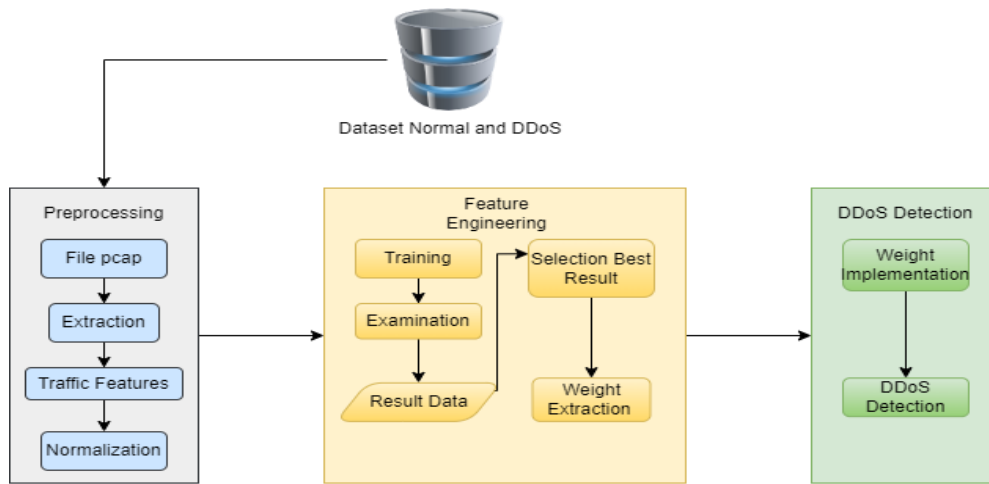 Dataset Normal and DDoS
Preprocessing
File pcap
Extraction
Traffic Features
Normalization
Feature
Engineering
Training
Examination
Result Data
Selection Best
Result
Weight
Extraction
DDoS Detection
Weight
Implementation
DDoS
Detection